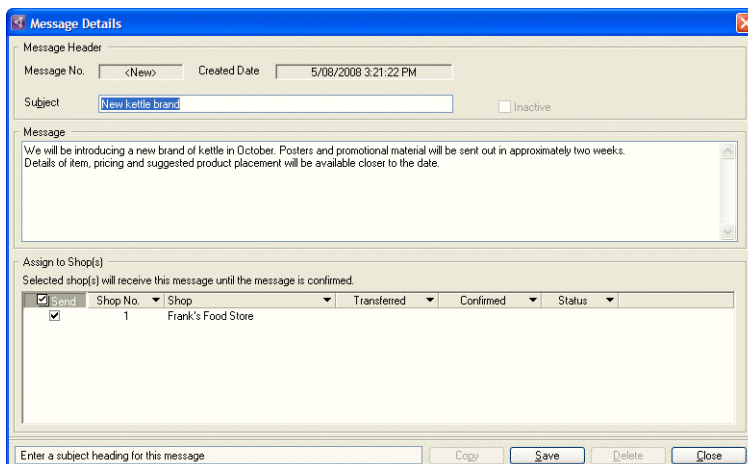 Message Details
Message Header
Message No. <New> Created Date 5/08/2008 3:21:22 PM
Subject New kettle brand Inactive
Message
We will be introducing a new brand of kettle in October. Posters and promotional material will be sent out in approximately two weeks.
Details of item, pricing and suggested product placement will be available closer to the date.
Assign to Shop(s)
Selected shop(s) will receive this message until the message is confirmed.
Send Shop No. Shop Transferred Confirmed Status
1 Frank's Food Store
Enter a subject heading for this message Copy Save Delete Close